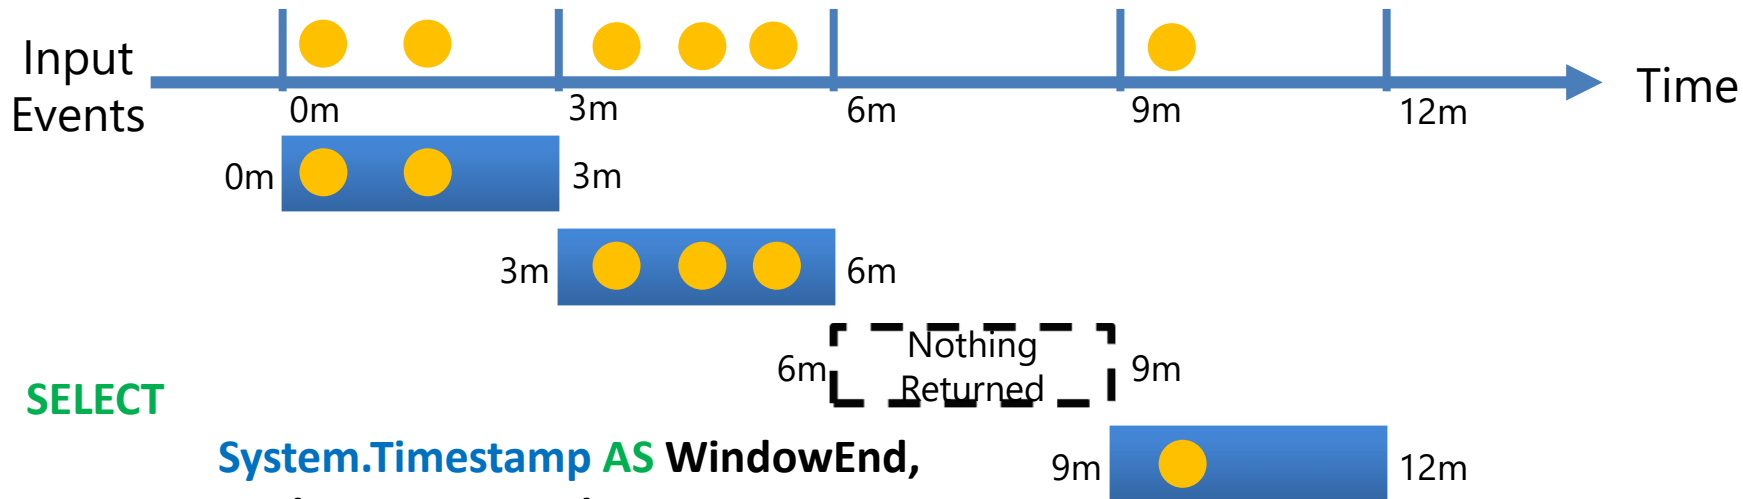 Input
Events
0m
3m
6m
9m
12m
Time
0m
3m
3m
6m
6m
Nothing
Returned
9m
SELECT
System.Timestamp AS WindowEnd,
9m
12m